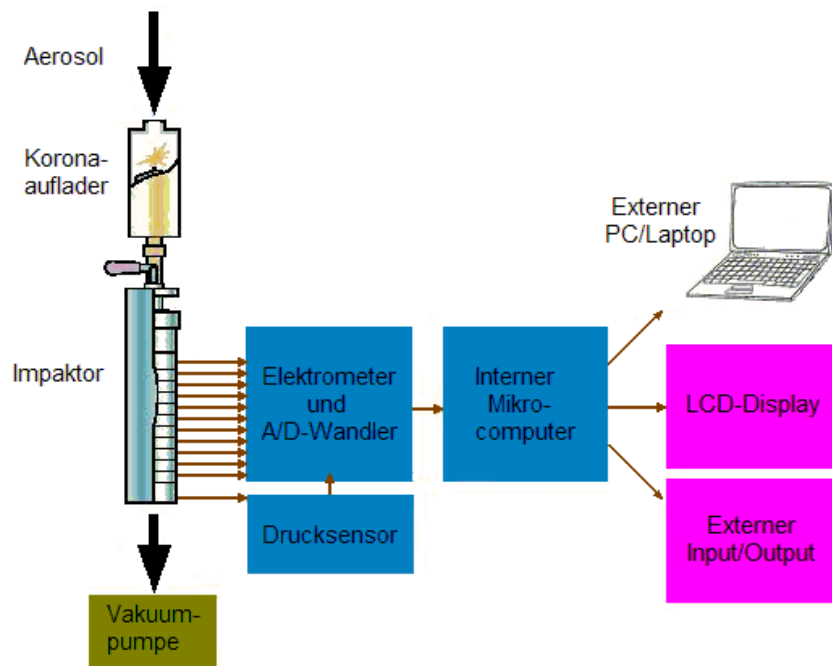 Aerosol
Korona-
auflader
Externer
PC/Laptop
Impaktor
Elektrometer
und
A/D-Wandler
Interner
Mikro-
computer
LCD-Display
Drucksensor
Externer
Input/Output
Vakuum-
pumpe